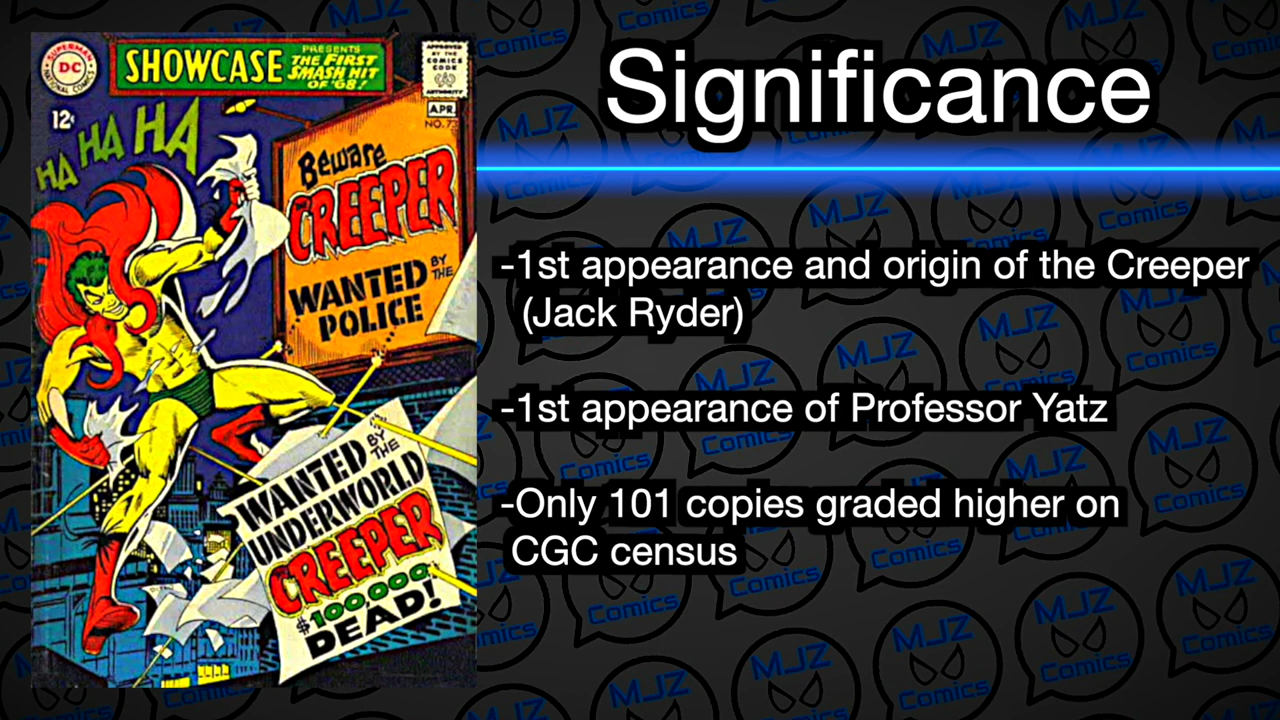 SUPERMAN
DC
NATIONAL COMICS
SHOWCASE
PRESENTS
THE FIRST
SMASH HIT
OF '68!
APPROVED
BY THE
COMICS
CODE
AUTHORITY
12¢
APR.
HA HA HA
Beware
THE CREEPER
WANTED BY THE
POLICE
WANTED BY THE
UNDERWORLD
CREEPER
$100,000
DEAD!
Significance
-1st appearance and origin of the Creeper
(Jack Ryder)
-1st appearance of Professor Yatz
-Only 101 copies graded higher on
CGC census
MJZ
Comics